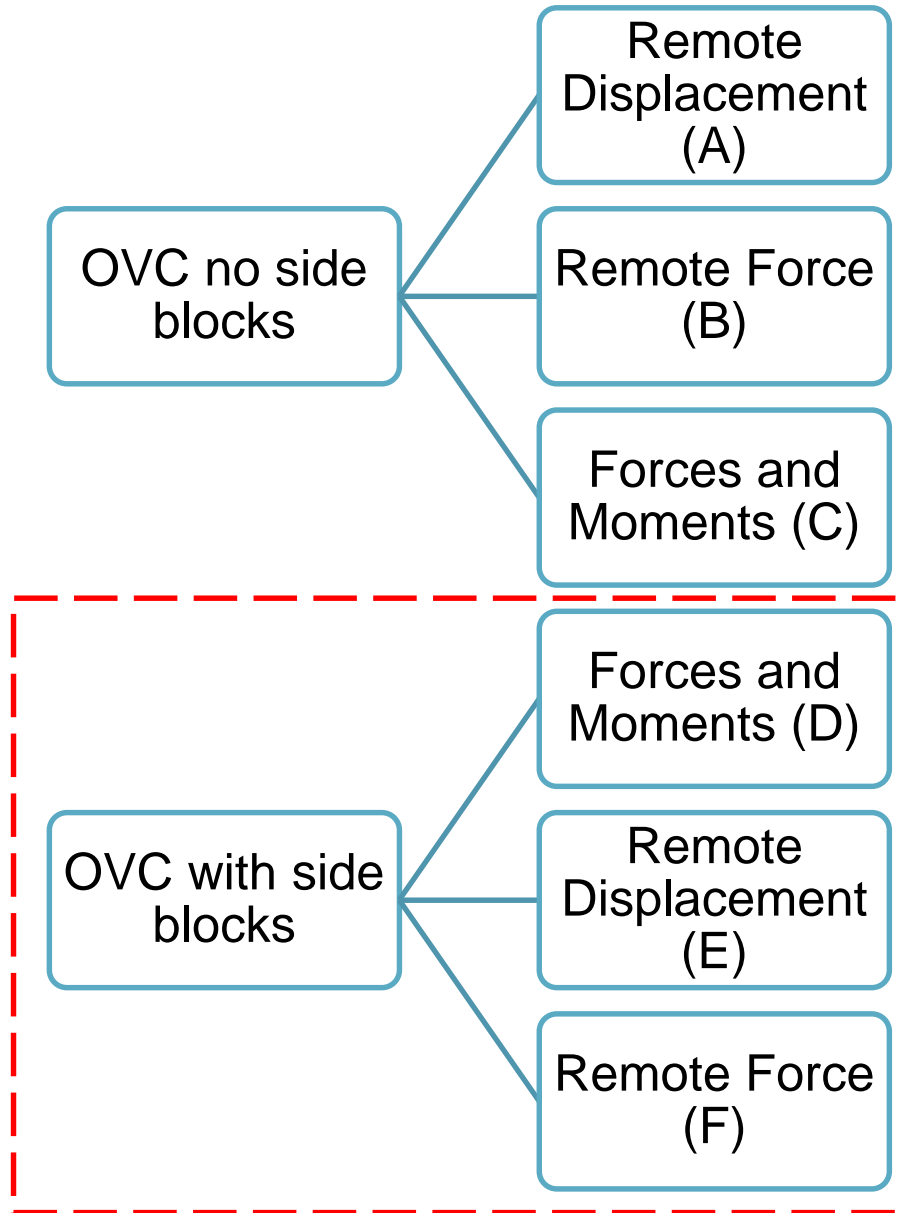 OVC no side
blocks
Remote
Displacement
(A)
Remote Force
(B)
Forces and
Moments (C)
OVC with side
blocks
Forces and
Moments (D)
Remote
Displacement
(E)
Remote Force
(F)